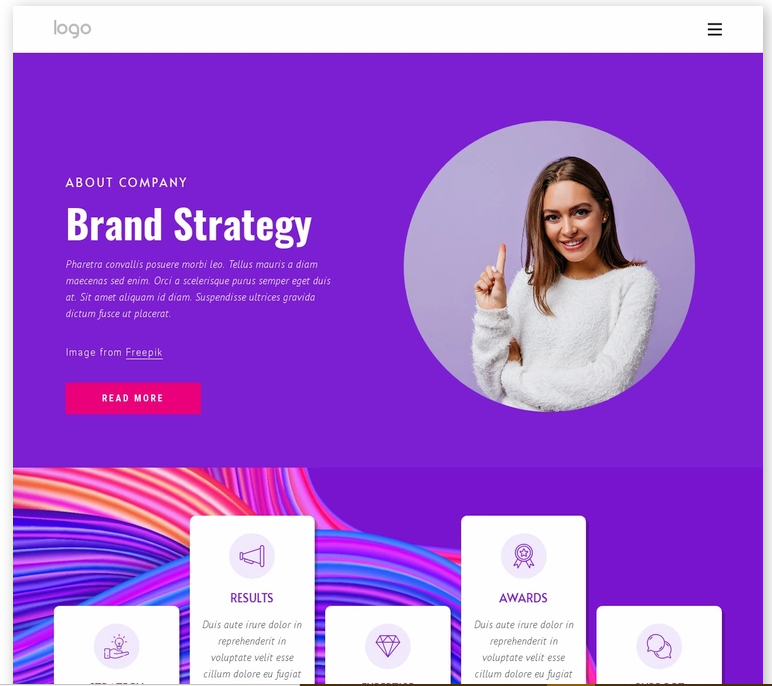 logo
ABOUT COMPANY
Brand Strategy
Pharetra convallis posuere morbi leo. Tellus mauris a diam
maecenas sed enim. Orci a scelerisque purus semper eget duis
at. Sit amet aliquam id diam. Suspendisse ultrices gravida
dictum fusce ut placerat.
Image from Freepik
READ MORE
RESULTS
Duis aute irure dolor in
reprehenderit in
voluptate velit esse
cillum dolore eu fugiat
AWARDS
Duis aute irure dolor in
reprehenderit in
voluptate velit esse
cillum dolore eu fugiat